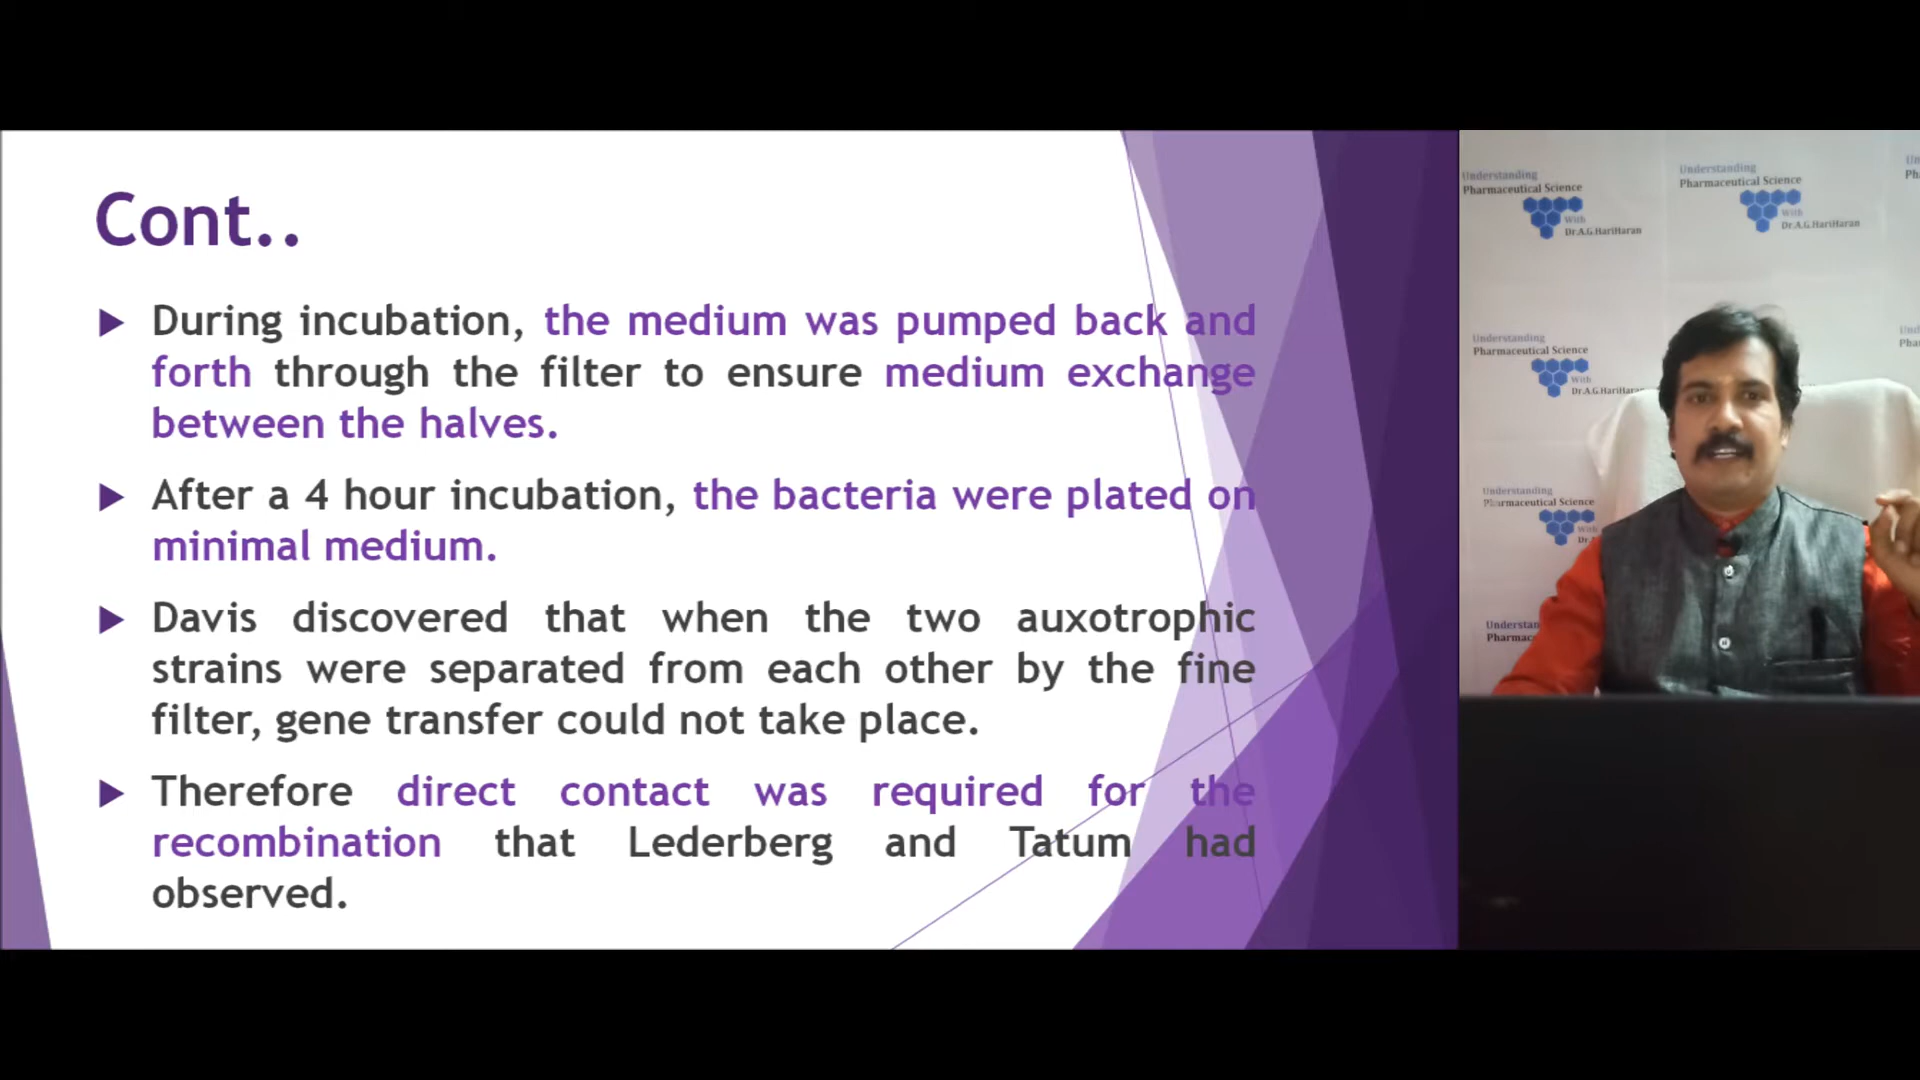 Cont..
During incubation, the medium was pumped back and
forth through the filter to ensure medium exchange
between the halves.
After a 4 hour incubation, the bacteria were plated on
minimal medium.
Davis discovered that when the two auxotrophic
strains were separated from each other by the fine
filter, gene transfer could not take place.
Therefore direct contact was required for the
recombination that Lederberg and Tatum had
observed.
Understanding
Pharmaceutical Science
With
Dr.A.G.HariHaran
Understanding
Pharmaceutical Science
With
Dr.A.G.HariHaran
Understanding
Pharmaceutical Science
With
Understanding
Pharmaceutical Science
With